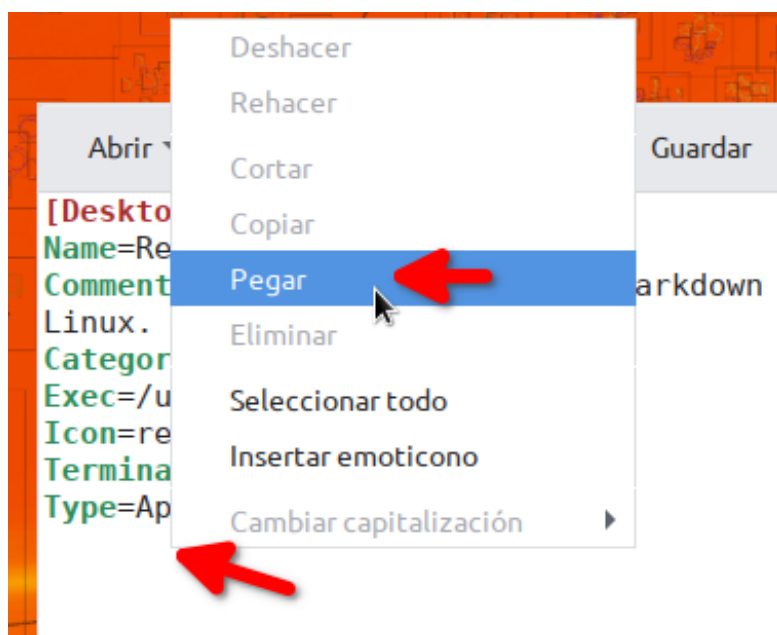 Deshacer
Rehacer
Abrir
Guardar
Cortar
Copiar
Pegar
Eliminar
Seleccionar todo
Insertar emoticono
Cambiar capitalización
[Deskto
Name=Re
Comment
arkdown
Linux.
Categor
Exec=/u
Icon=re
Termina
Type=Ap